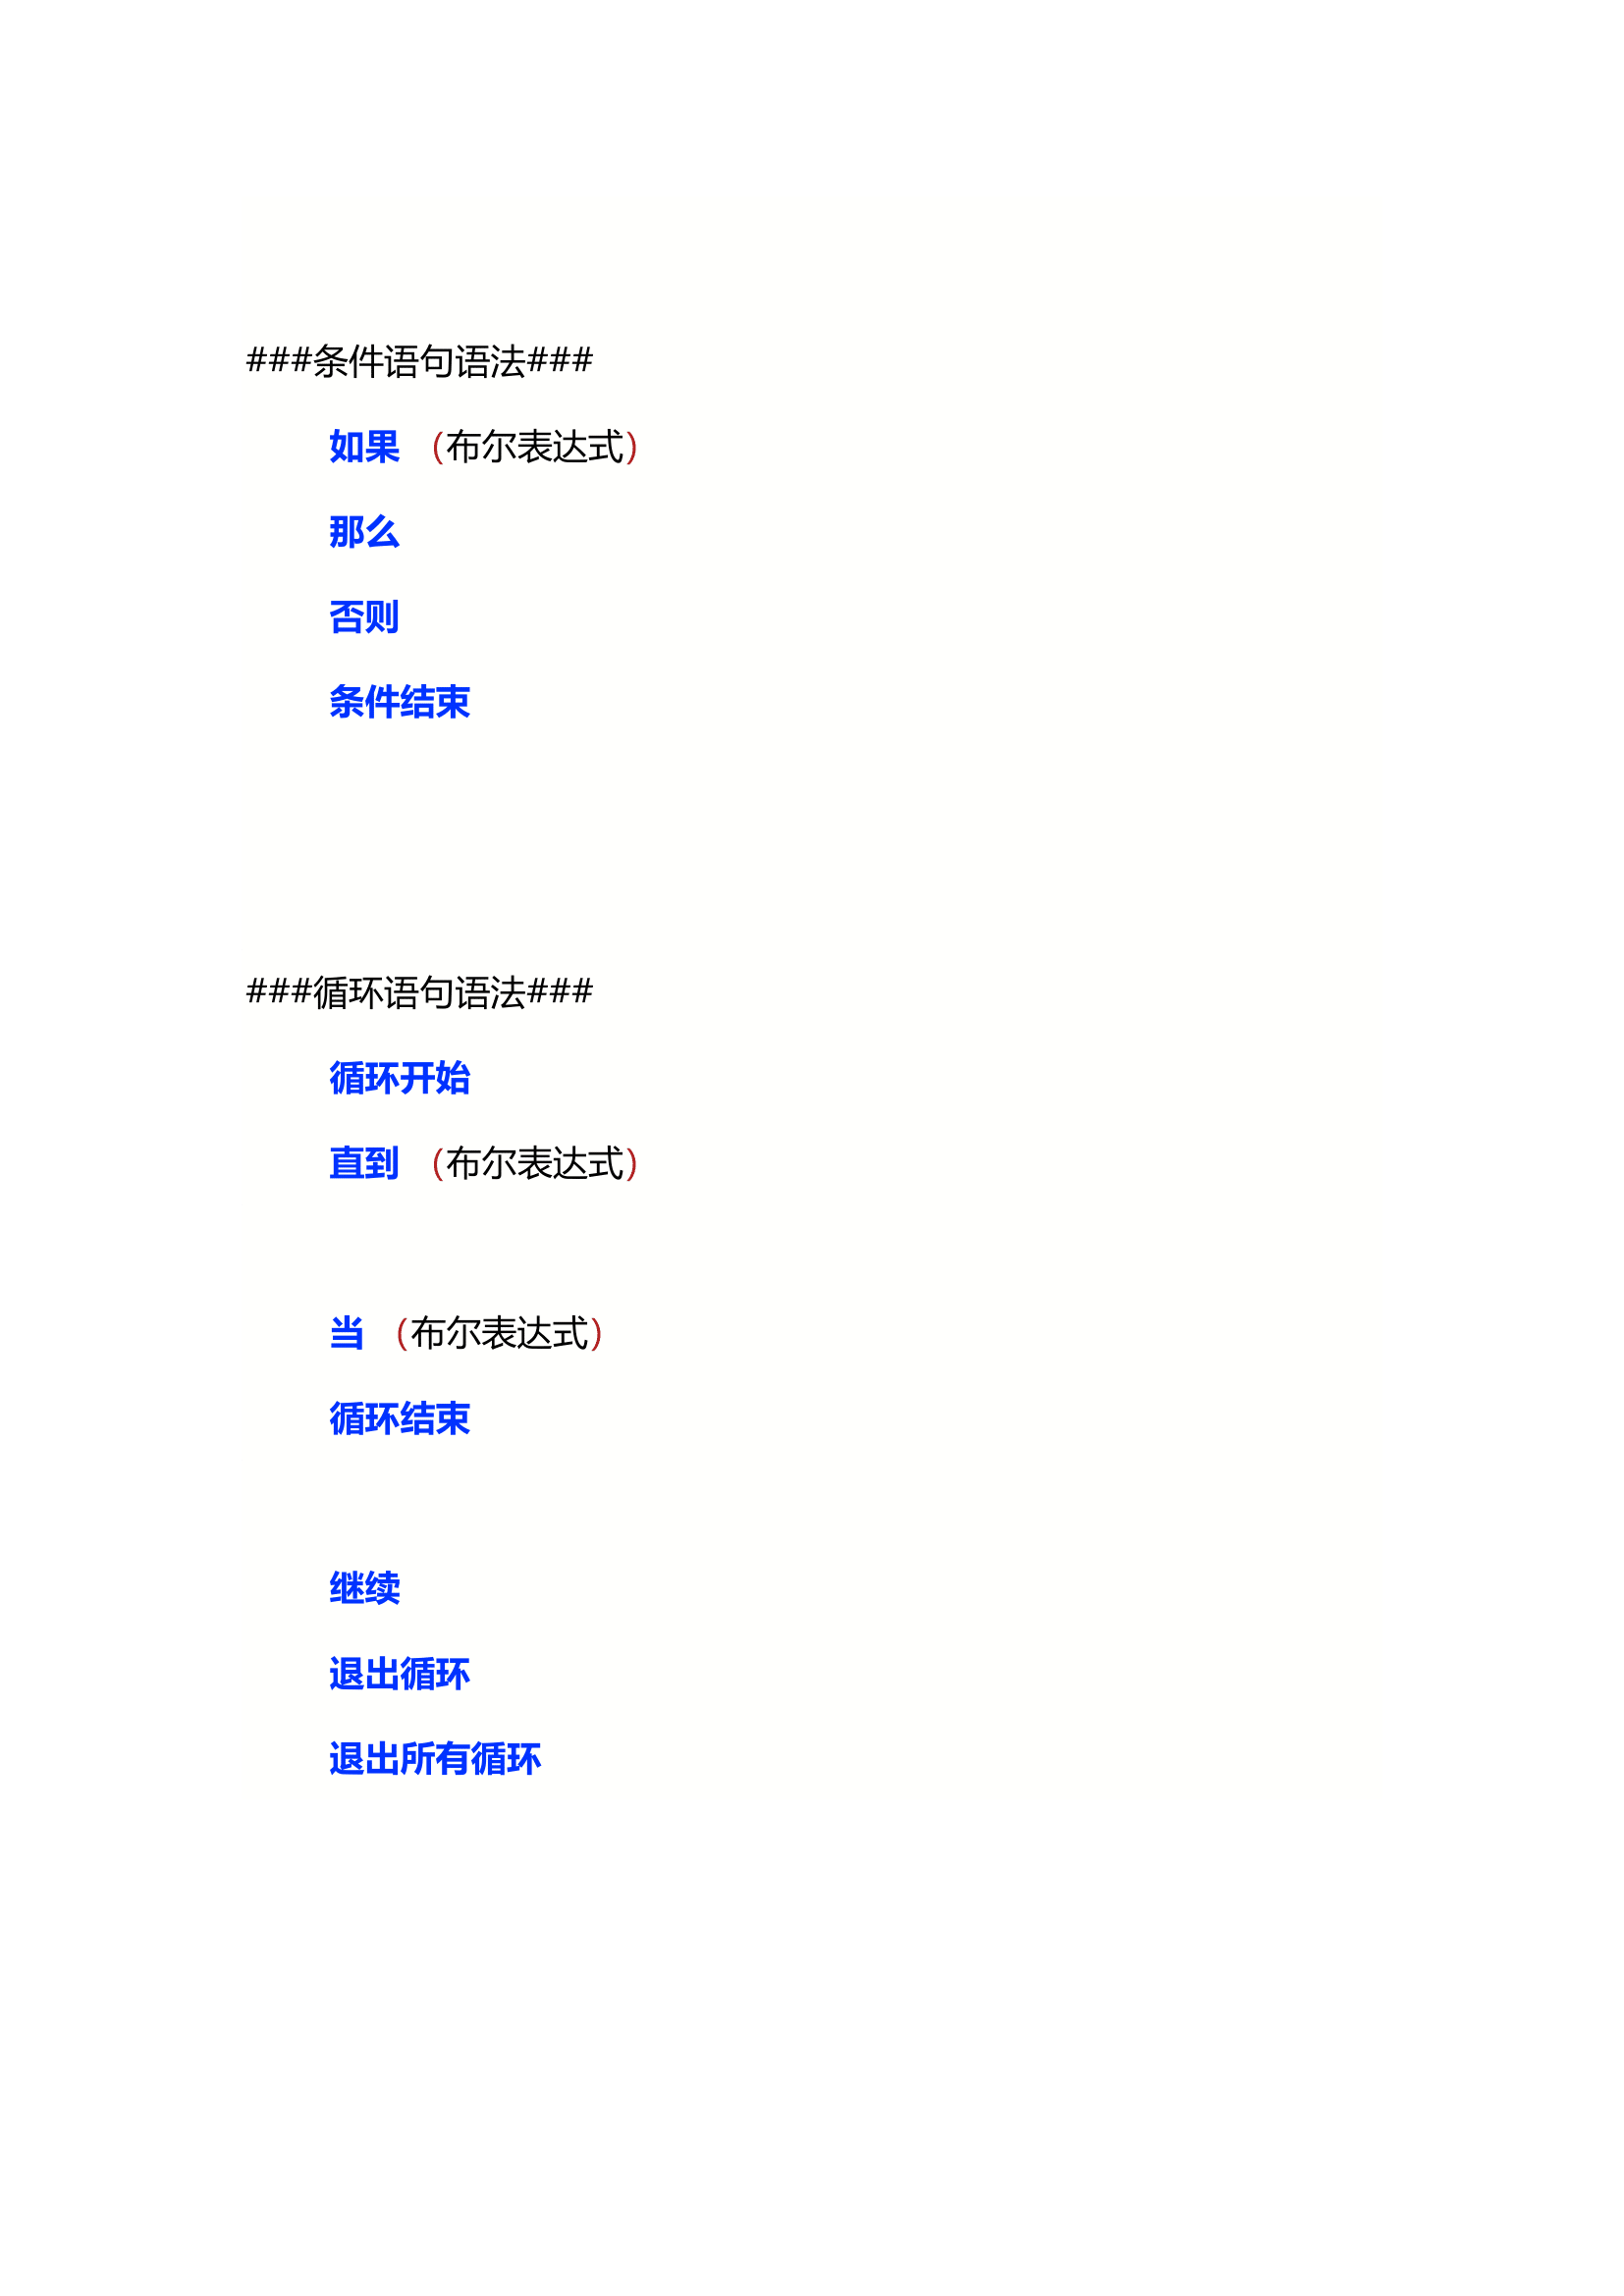 ###条件语句语法###
如果 （布尔表达式）
那么
否则
条件结束
###循环语句语法###
循环开始
直到 （布尔表达式）
当 （布尔表达式）
循环结束
继续
退出循环
退出所有循环